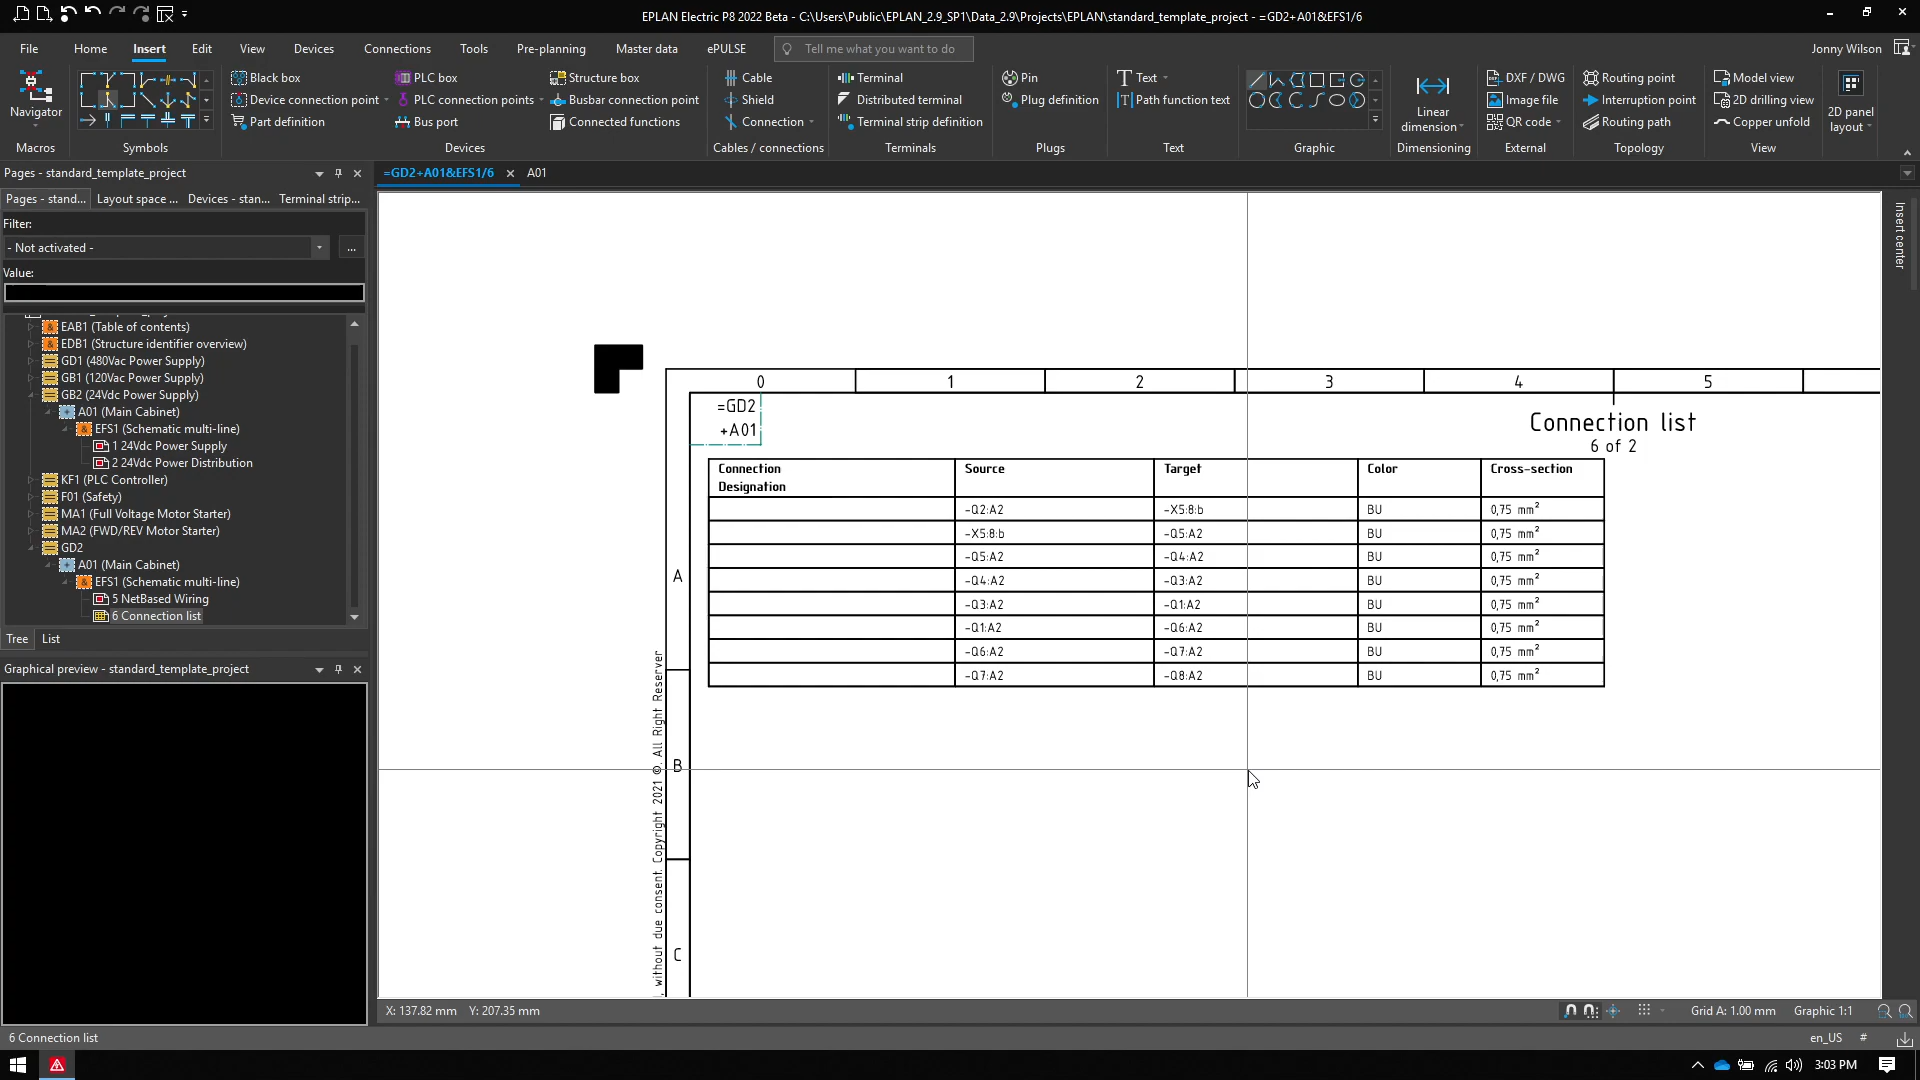 EPLAN Electric P8 2022 Beta - C:\Users\Public\EPLAN_2.9_SP1\Data_2.9\Projects\EPLAN\standard_template_project - =GD2+A01&EFS1/6
File Home Insert Edit View Devices Connections Tools Pre-planning Master data ePULSE Tell me what you want to do Jonny Wilson
Navigator
Macros
Symbols
Black box PLC box Structure box
Device connection point PLC connection points Busbar connection point
Part definition Bus port Connected functions
Devices
Cable
Shield
Connection
Cables / connections
Terminal
Distributed terminal
Terminal strip definition
Terminals
Pin
Plug definition
Plugs
Text
Path function text
Text
Graphic
Linear
dimension
Dimensioning
DXF / DWG
Image file
QR code
External
Routing point
Interruption point
Routing path
Topology
Model view
2D drilling view
Copper unfold
View
2D panel
layout
Pages - standard_template_project
Pages - stand... Layout space ... Devices - stan... Terminal strip...
Filter:
- Not activated -
...
Value:
EAB1 (Table of contents)
EDB1 (Structure identifier overview)
GD1 (480Vac Power Supply)
GB1 (120Vac Power Supply)
GB2 (24Vdc Power Supply)
A01 (Main Cabinet)
EFS1 (Schematic multi-line)
1 24Vdc Power Supply
2 24Vdc Power Distribution
KF1 (PLC Controller)
F01 (Safety)
MA1 (Full Voltage Motor Starter)
MA2 (FWD/REV Motor Starter)
GD2
A01 (Main Cabinet)
EFS1 (Schematic multi-line)
5 NetBased Wiring
6 Connection list
Tree List
Graphical preview - standard_template_project
=GD2+A01&EFS1/6 A01
Insert center
0 1 2 3 4 5
=GD2
+A01
Connection list
6 of 2
Connection
Designation Source Target Color Cross-section
-Q2:A2 -X5:8:b BU 0,75 mm²
-X5:8:b -Q5:A2 BU 0,75 mm²
-Q5:A2 -Q4:A2 BU 0,75 mm²
-Q4:A2 -Q3:A2 BU 0,75 mm²
-Q3:A2 -Q1:A2 BU 0,75 mm²
-Q1:A2 -Q6:A2 BU 0,75 mm²
-Q6:A2 -Q7:A2 BU 0,75 mm²
-Q7:A2 -Q8:A2 BU 0,75 mm²
A
B
C
, without due consent. Copyright 2021 ©. All Right Reserver
X: 137.82 mm Y: 207.35 mm
Grid A: 1.00 mm Graphic 1:1
6 Connection list
en_US #
3:03 PM